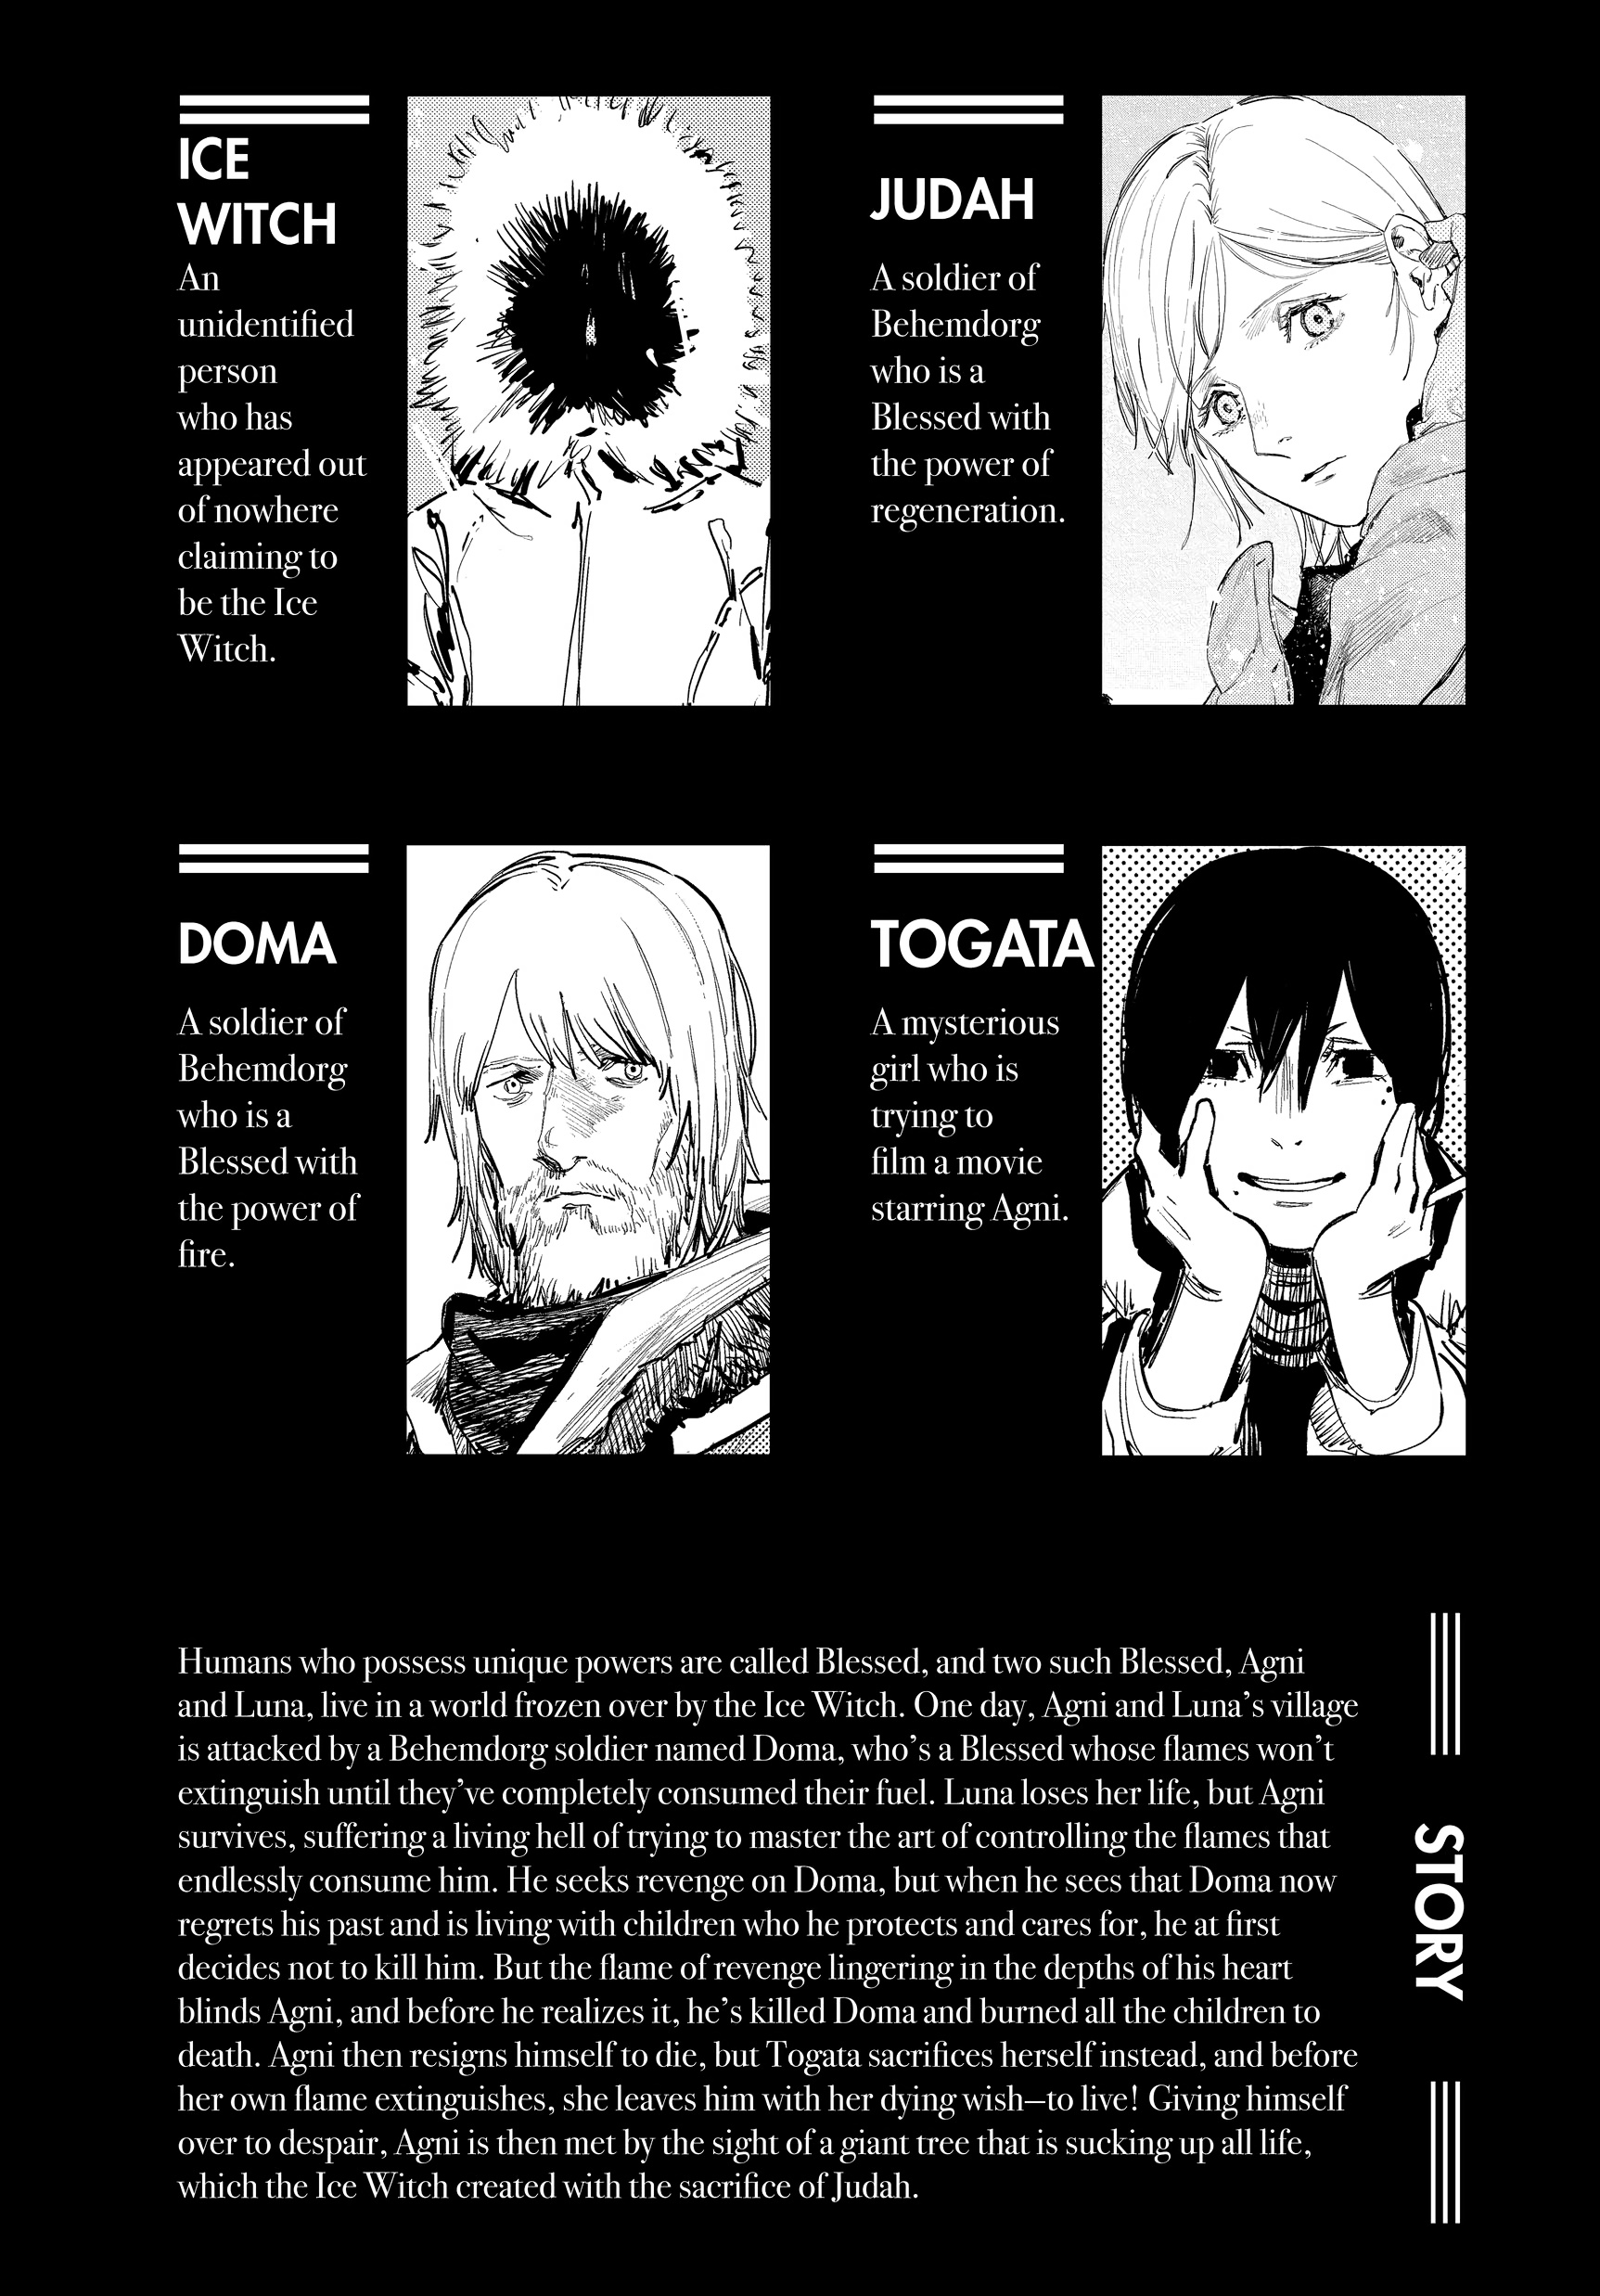 ICE
WITCH
An
unidentified
person
who has
appeared out
of nowhere
claiming to
be the Ice
Witch.
JUDAH
A soldier of
Behemdorg
who is a
Blessed with
the power of
regeneration.
DOMA
A soldier of
Behemdorg
who is a
Blessed with
the power of
fire.
TOGATA
A mysterious
girl who is
trying to
film a movie
starring Agni.
STORY
Humans who possess unique powers are called Blessed, and two such Blessed, Agni
and Luna, live in a world frozen over by the Ice Witch. One day, Agni and Luna’s village
is attacked by a Behemdorg soldier named Doma, who’s a Blessed whose flames won’t
extinguish until they’ve completely consumed their fuel. Luna loses her life, but Agni
survives, suffering a living hell of trying to master the art of controlling the flames that
endlessly consume him. He seeks revenge on Doma, but when he sees that Doma now
regrets his past and is living with children who he protects and cares for, he at first
decides not to kill him. But the flame of revenge lingering in the depths of his heart
blinds Agni, and before he realizes it, he’s killed Doma and burned all the children to
death. Agni then resigns himself to die, but Togata sacrifices herself instead, and before
her own flame extinguishes, she leaves him with her dying wish—to live! Giving himself
over to despair, Agni is then met by the sight of a giant tree that is sucking up all life,
which the Ice Witch created with the sacrifice of Judah.